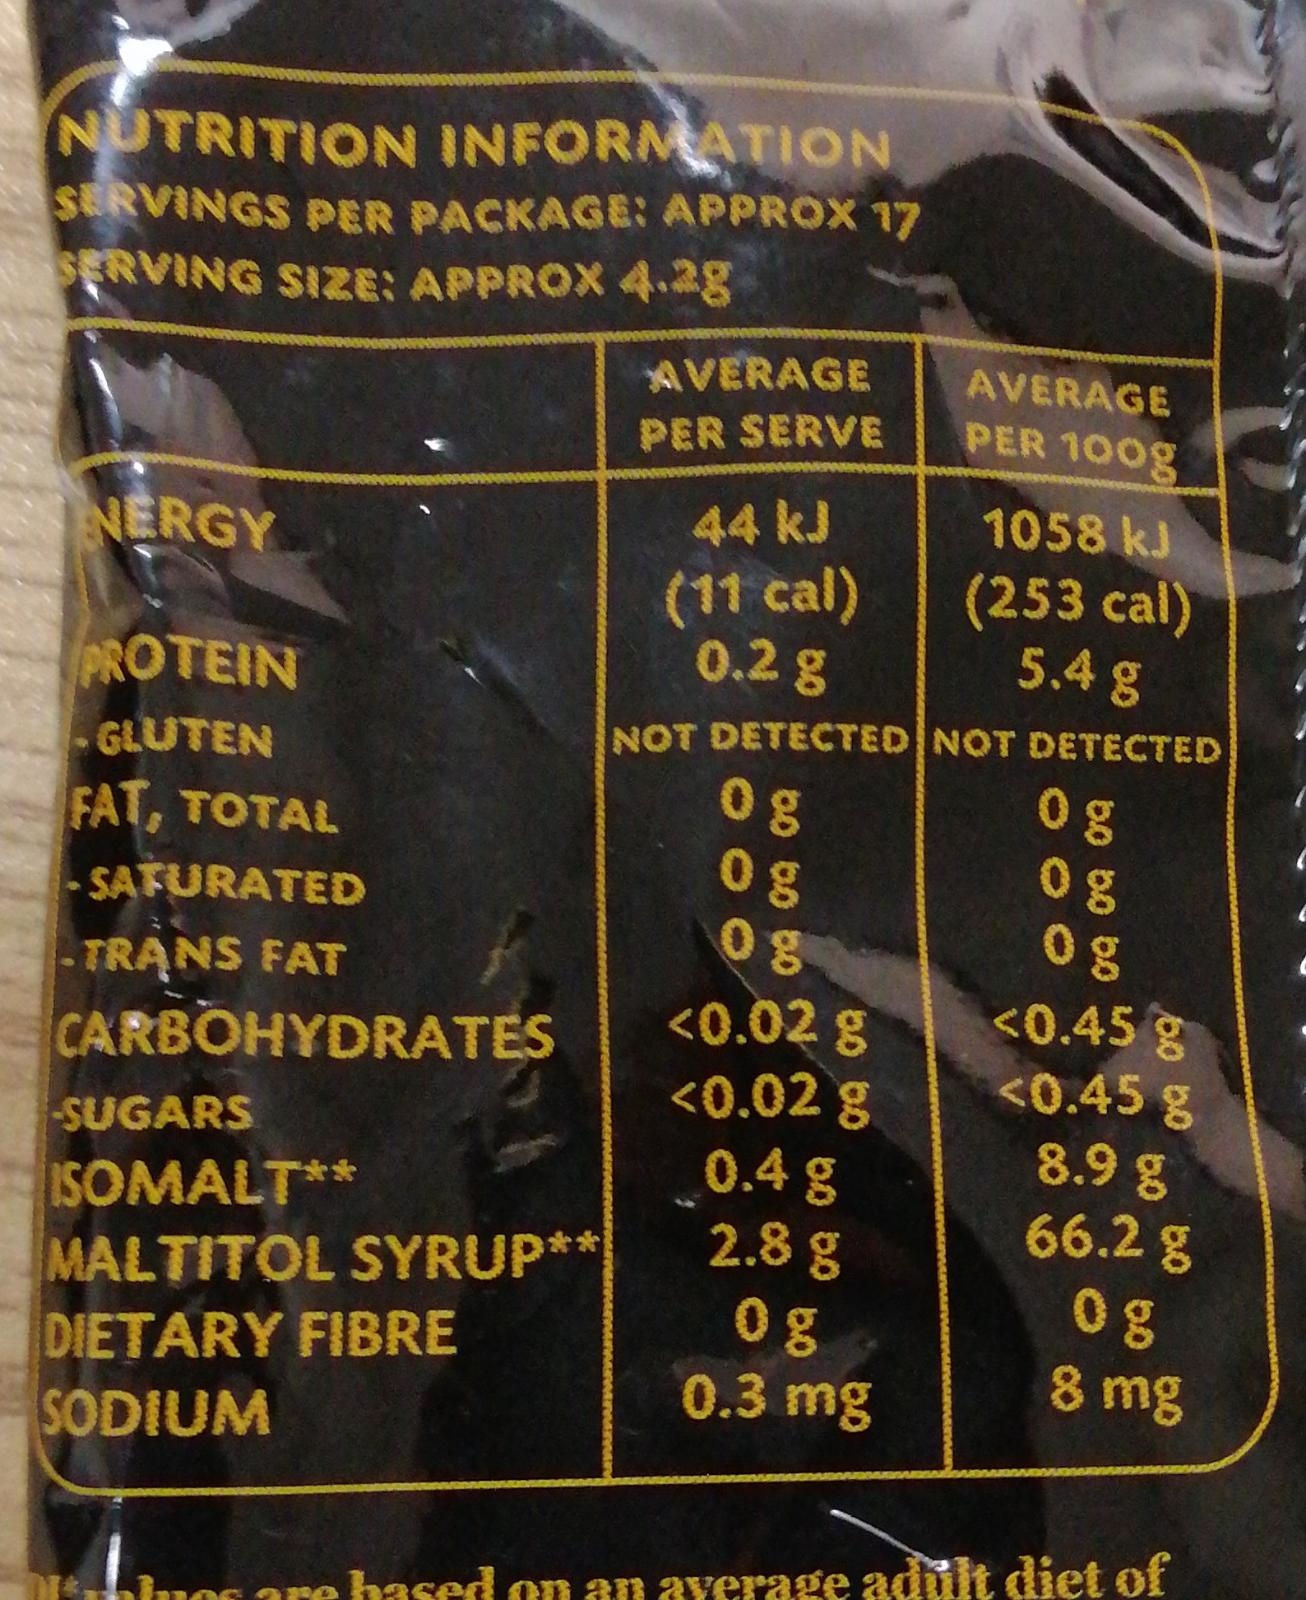 NUTRITION INFORMATION
SERVINGS PER PACKAGE: APPROX 17
SERVING SIZE: APPROX 4.2g
AVERAGE PER SERVE AVERAGE PER 100g
ENERGY 44 kJ 1058 kJ
(11 cal) (253 cal)
PROTEIN 0.2 g 5.4 g
- GLUTEN NOT DETECTED NOT DETECTED
FAT, TOTAL 0 g 0 g
- SATURATED 0 g 0 g
- TRANS FAT 0 g 0 g
CARBOHYDRATES <0.02 g <0.45 g
-SUGARS <0.02 g <0.45 g
ISOMALT** 0.4 g 8.9 g
MALTITOL SYRUP** 2.8 g 66.2 g
DIETARY FIBRE 0 g 0 g
SODIUM 0.3 mg 8 mg
values are based on an average adult diet of